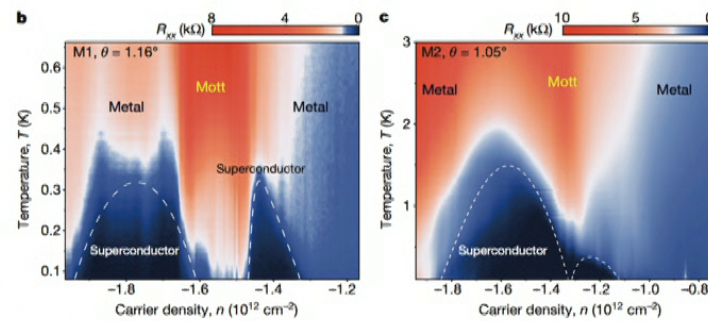 b
R_xx (kΩ)
8 4 0
M1, θ = 1.16°
Metal
Mott
Metal
Superconductor
Superconductor
0.6
0.5
0.4
0.3
0.2
0.1
Temperature, T (K)
−1.8 −1.6 −1.4 −1.2
Carrier density, n (10¹² cm⁻²)
c
R_xx (kΩ)
10 5
M2, θ = 1.05°
Metal
Mott
Metal
Superconductor
3
2
1
Temperature, T (K)
−1.8 −1.6 −1.4 −1.2 −1.0 −0.8
Carrier density, n (10¹² cm⁻²)